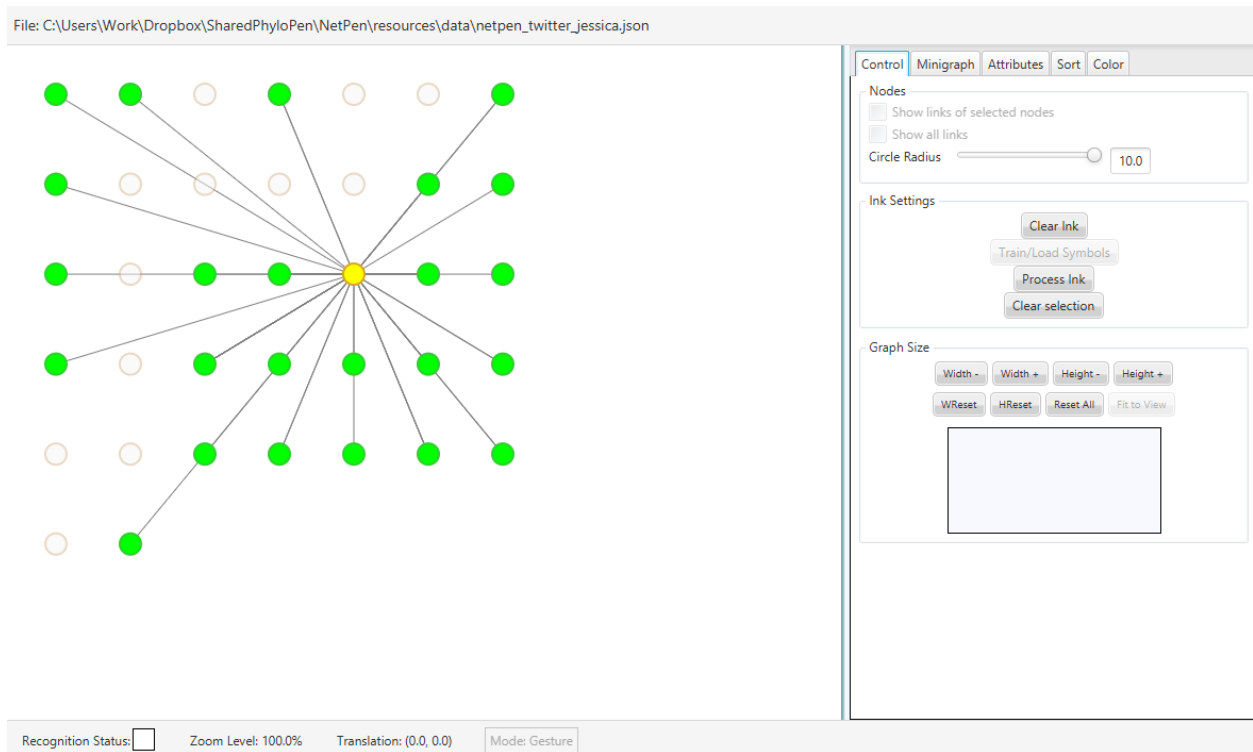 File: C:\Users\Work\Dropbox\SharedPhyloPen\NetPen\resources\data\netpen_twitter_jessica.json
Control Minigraph Attributes Sort Color
Nodes
Show links of selected nodes
Show all links
Circle Radius 10.0
Ink Settings
Clear Ink
Train/Load Symbols
Process Ink
Clear selection
Graph Size
Width - Width + Height - Height +
WReset HReset Reset All Fit to View
Recognition Status: Zoom Level: 100.0% Translation: (0.0, 0.0) Mode: Gesture